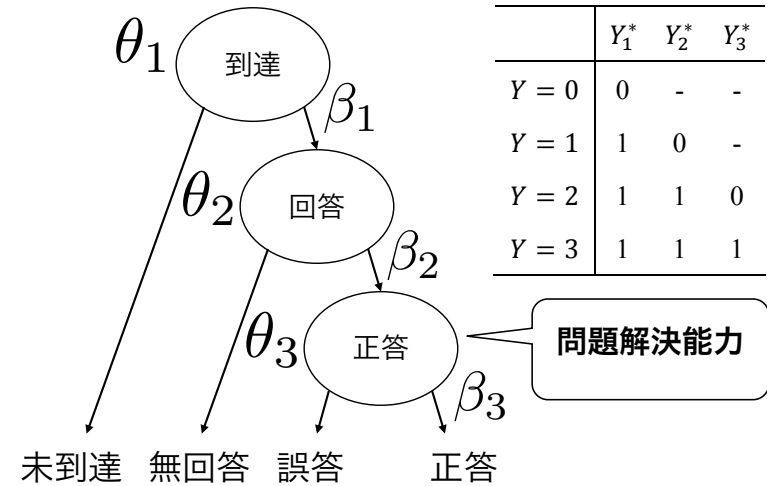 θ₁
到達
β₁
θ₂
回答
β₂
θ₃
正答
β₃
未到達 無回答 誤答 正答
Y₁* Y₂* Y₃*
Y = 0 0 - -
Y = 1 1 0 -
Y = 2 1 1 0
Y = 3 1 1 1
問題解決能力